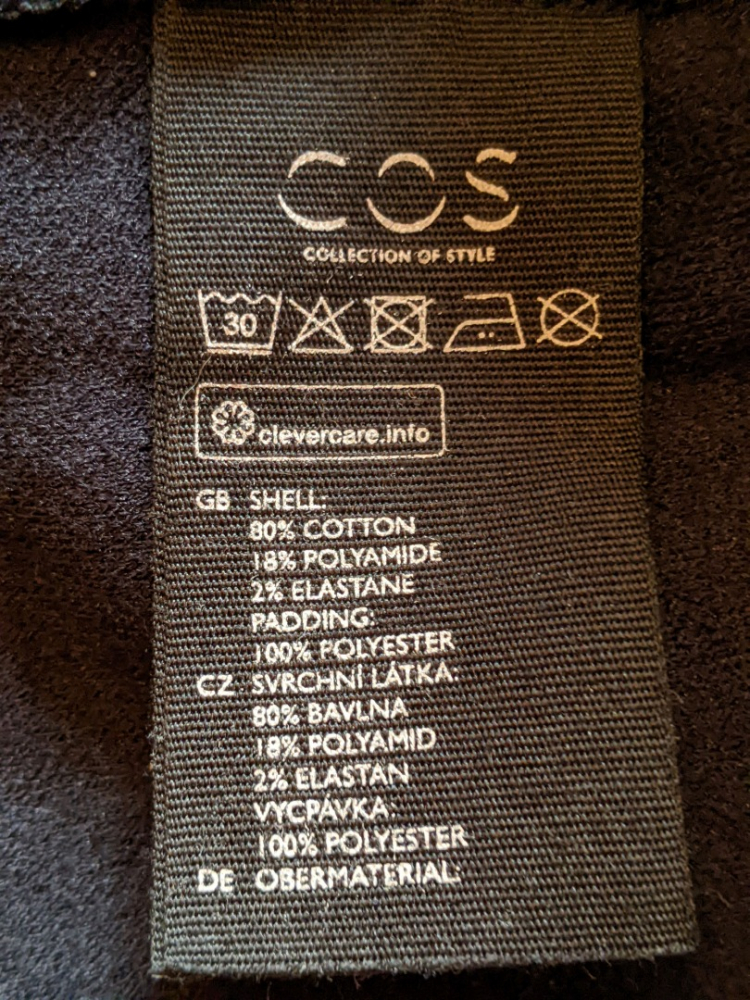 COS
COLLECTION OF STYLE
30
clevercare.info
GB SHELL:
80% COTTON
18% POLYAMIDE
2% ELASTANE
PADDING:
100% POLYESTER
CZ SVRCHNÍ LÁTKA:
80% BAVLNA
18% POLYAMID
2% ELASTAN
VYCPÁVKA:
100% POLYESTER
DE OBERMATERIAL: